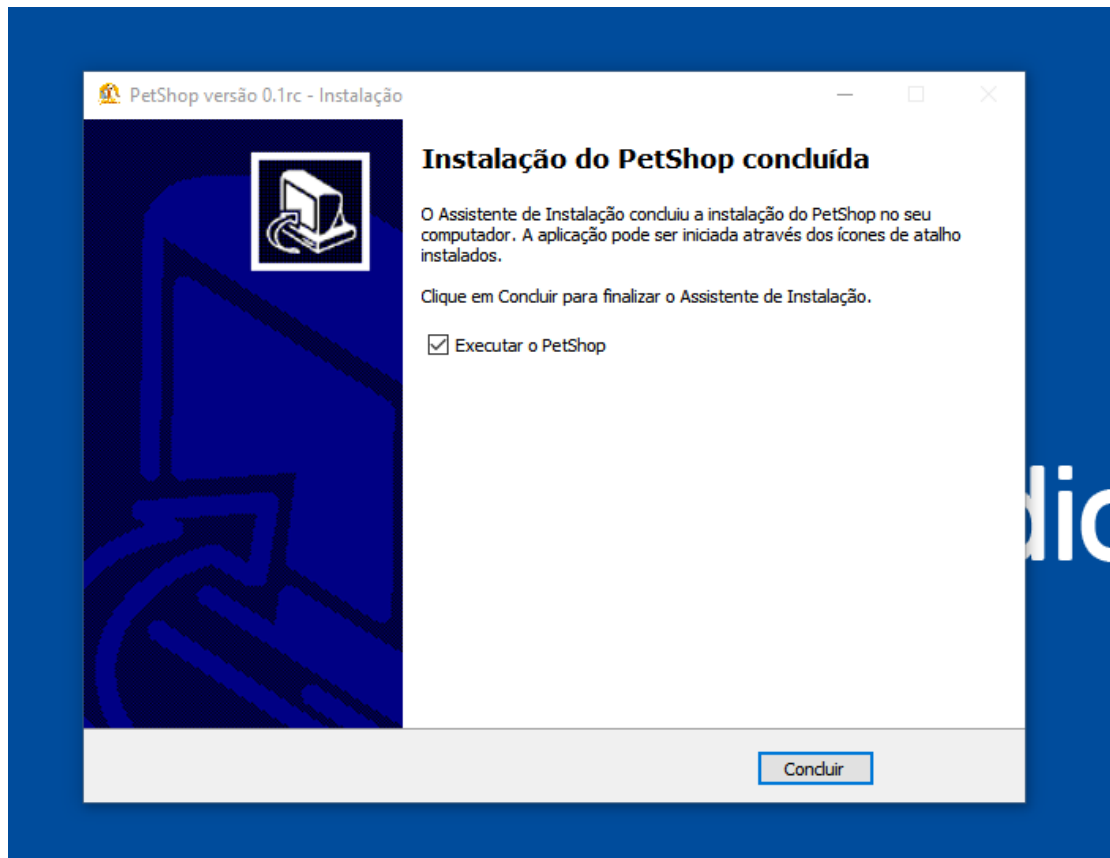 PetShop versão 0.1rc - Instalação
Instalação do PetShop concluída
O Assistente de Instalação concluiu a instalação do PetShop no seu
computador. A aplicação pode ser iniciada através dos ícones de atalho
instalados.
Clique em Concluir para finalizar o Assistente de Instalação.
Executar o PetShop
Concluir